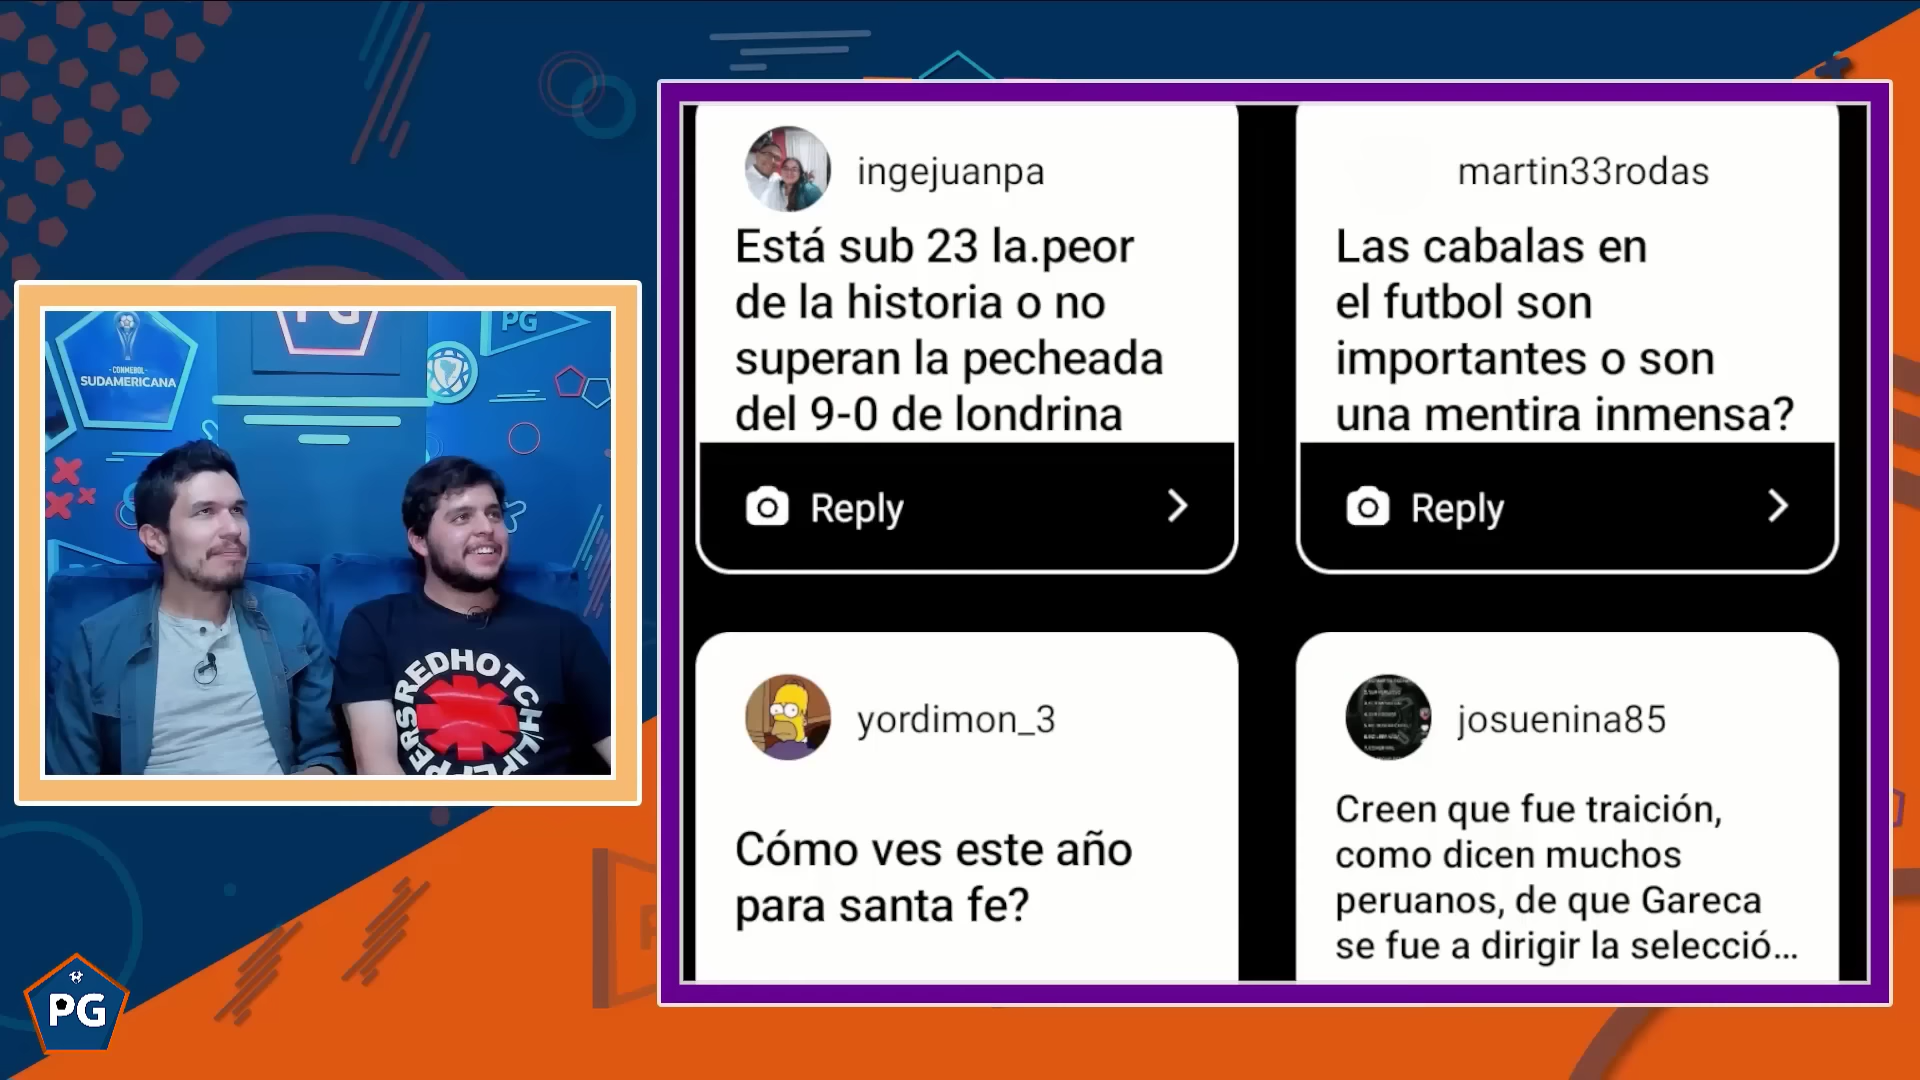 PG
PG
- CONMEBOL -
SUDAMERICANA
RED HOT CHILI PEPPERS
PG
ingejuanpa
Está sub 23 la.peor
de la historia o no
superan la pecheada
del 9-0 de londrina
Reply
martin33rodas
Las cabalas en
el futbol son
importantes o son
una mentira inmensa?
Reply
yordimon_3
Cómo ves este año
para santa fe?
josuenina85
Creen que fue traición,
como dicen muchos
peruanos, de que Gareca
se fue a dirigir la selecció...